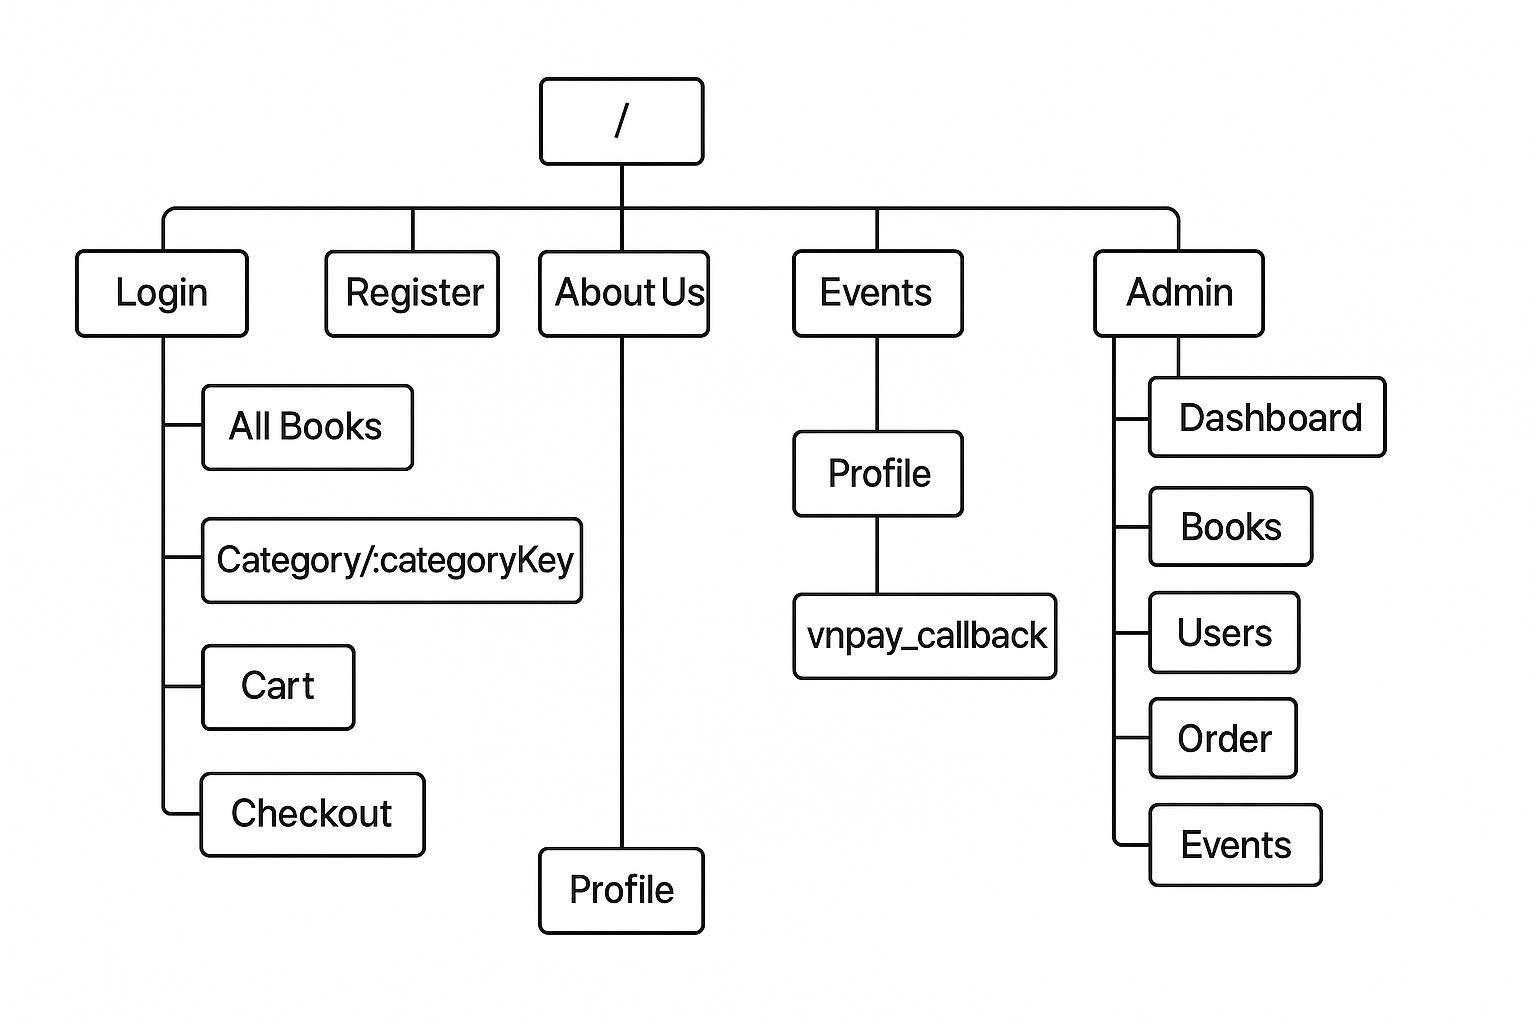 /
Login
Register
About Us
Events
Admin
All Books
Category/:categoryKey
Cart
Checkout
Profile
Profile
vnpay_callback
Dashboard
Books
Users
Order
Events